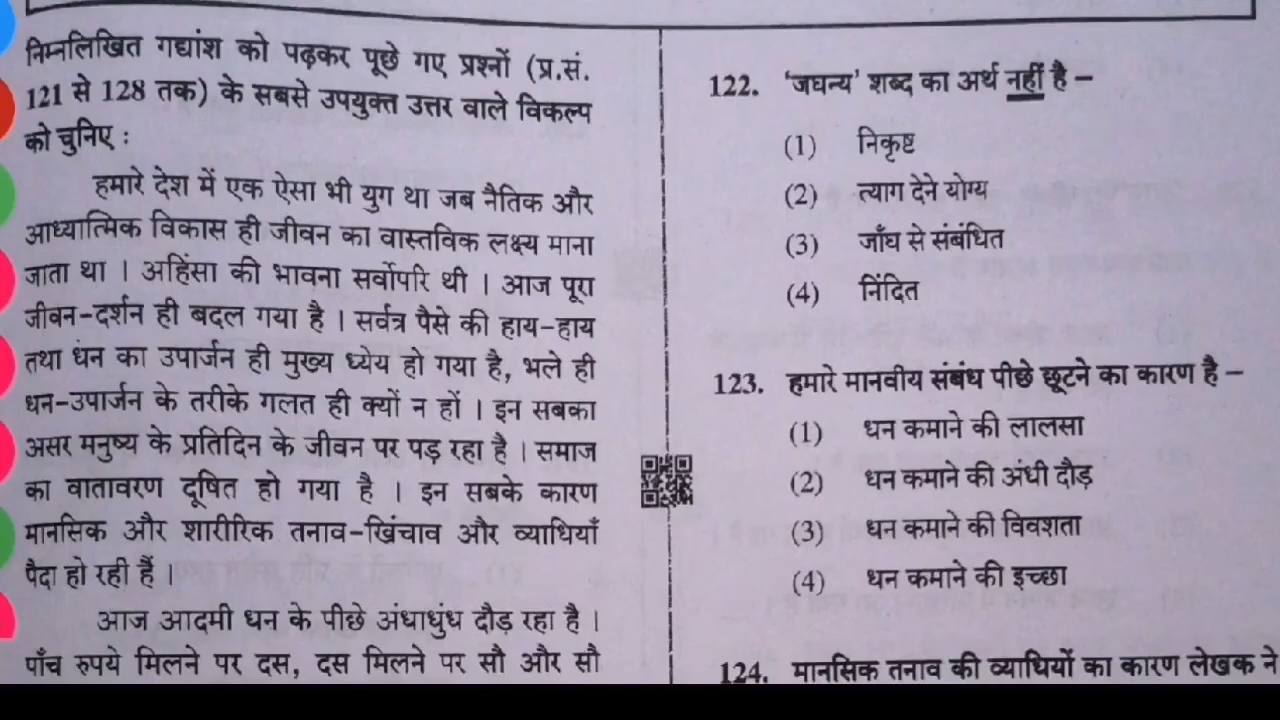 निम्नलिखित गद्यांश को पढ़कर पूछे गए प्रश्नों (प्र.सं.
121 से 128 तक) के सबसे उपयुक्त उत्तर वाले विकल्प
को चुनिए :
हमारे देश में एक ऐसा भी युग था जब नैतिक और
आध्यात्मिक विकास ही जीवन का वास्तविक लक्ष्य माना
जाता था । अहिंसा की भावना सर्वोपरि थी । आज पूरा
जीवन-दर्शन ही बदल गया है । सर्वत्र पैसे की हाय-हाय
तथा धन का उपार्जन ही मुख्य ध्येय हो गया है, भले ही
धन-उपार्जन के तरीके गलत ही क्यों न हों । इन सबका
असर मनुष्य के प्रतिदिन के जीवन पर पड़ रहा है । समाज
का वातावरण दूषित हो गया है । इन सबके कारण
मानसिक और शारीरिक तनाव-खिंचाव और व्याधियाँ
पैदा हो रही हैं ।
आज आदमी धन के पीछे अंधाधुंध दौड़ रहा है ।
पाँच रुपये मिलने पर दस, दस मिलने पर सौ और सौ
122. 'जघन्य' शब्द का अर्थ नहीं है –
(1) निकृष्ट
(2) त्याग देने योग्य
(3) जाँघ से संबंधित
(4) निंदित
123. हमारे मानवीय संबंध पीछे छूटने का कारण है –
(1) धन कमाने की लालसा
(2) धन कमाने की अंधी दौड़
(3) धन कमाने की विवशता
(4) धन कमाने की इच्छा
124. मानसिक तनाव की व्याधियों का कारण लेखक ने